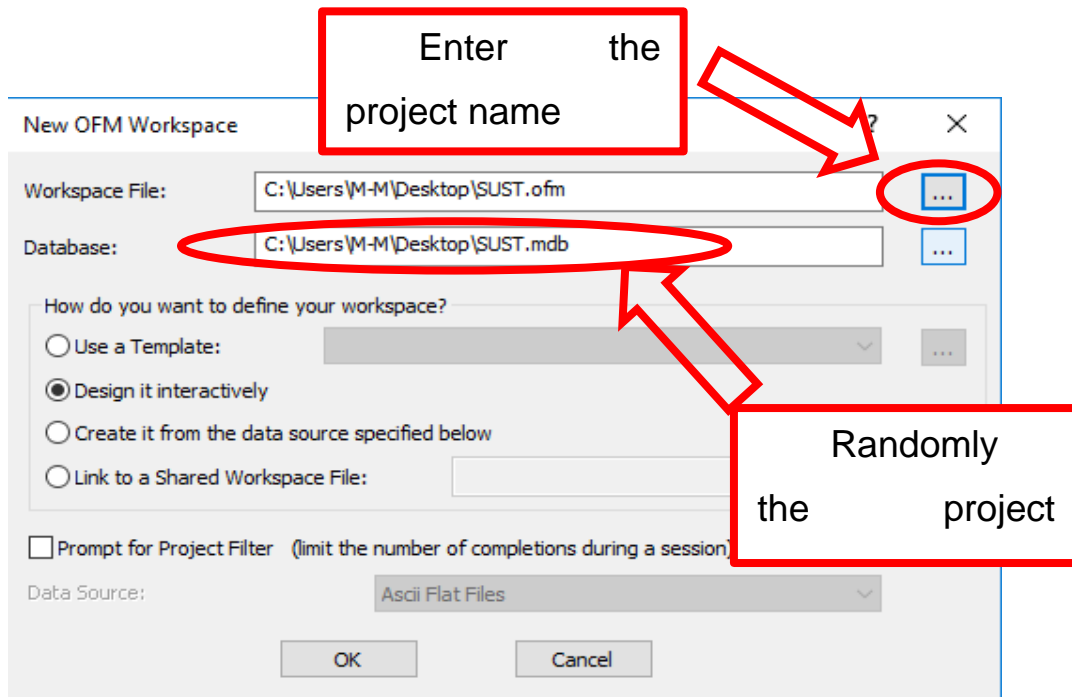 Enter the
project name
New OFM Workspace ? ×
Workspace File: C:\Users\M-M\Desktop\SUST.ofm ...
Database: C:\Users\M-M\Desktop\SUST.mdb ...
How do you want to define your workspace?
Use a Template: ...
Design it interactively
Create it from the data source specified below
Link to a Shared Workspace File:
Randomly
the project
Prompt for Project Filter (limit the number of completions during a session)
Data Source: Ascii Flat Files
OK Cancel